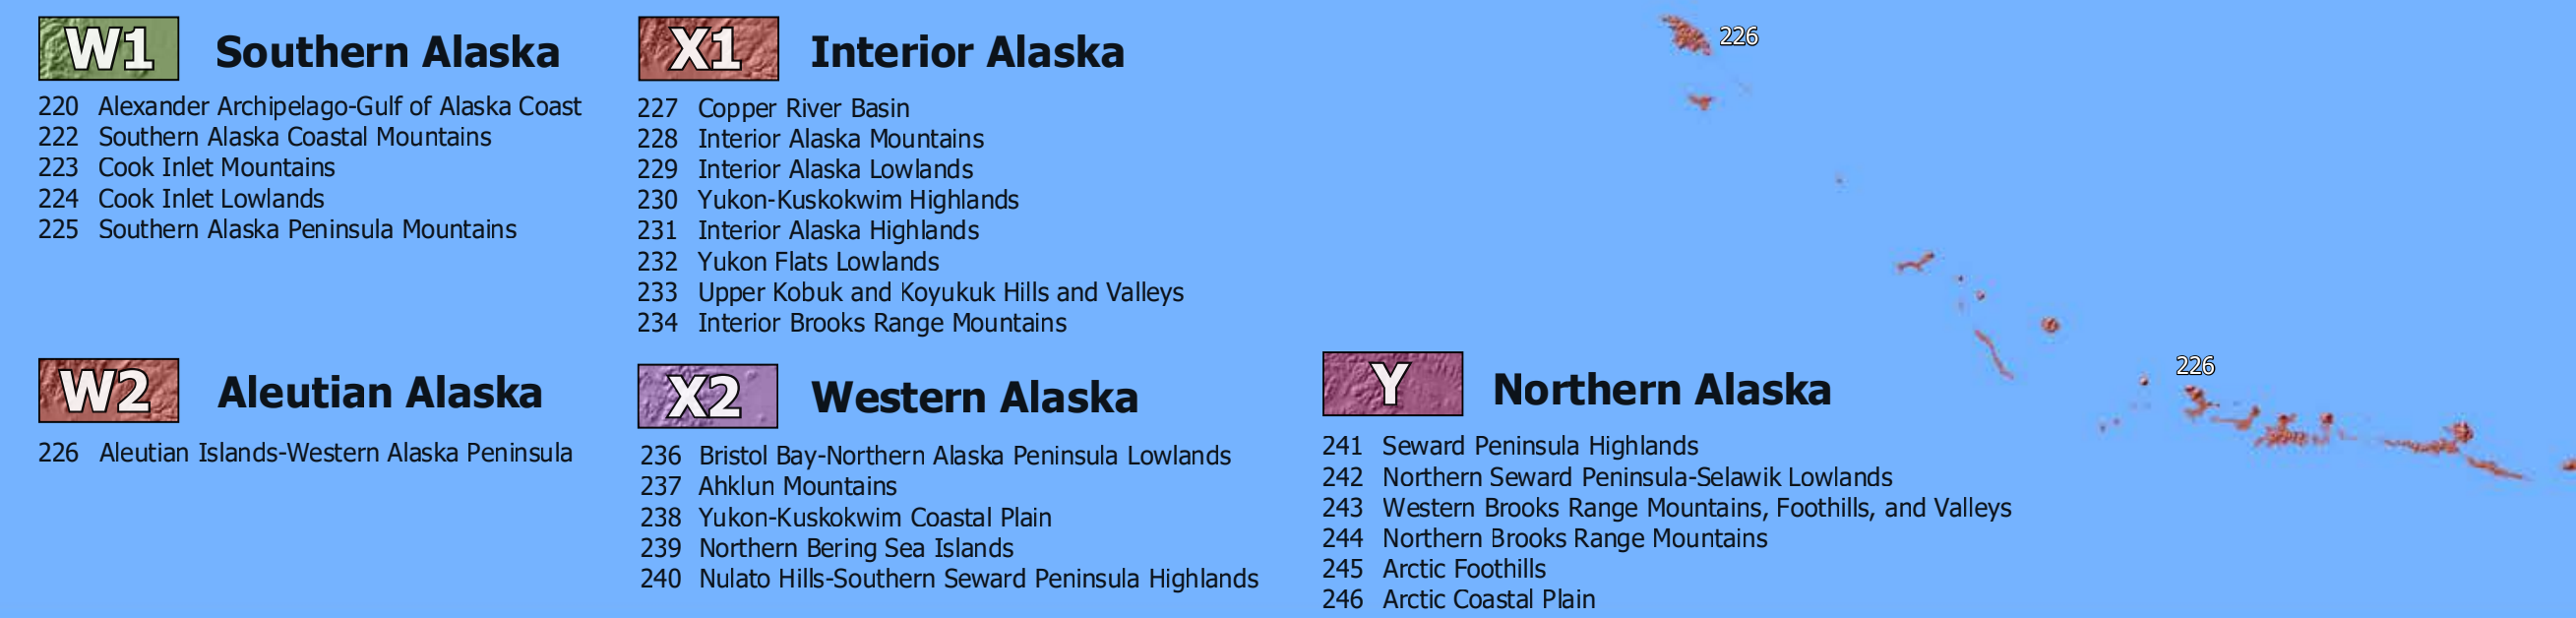 W1 Southern Alaska
220 Alexander Archipelago-Gulf of Alaska Coast
222 Southern Alaska Coastal Mountains
223 Cook Inlet Mountains
224 Cook Inlet Lowlands
225 Southern Alaska Peninsula Mountains
W2 Aleutian Alaska
226 Aleutian Islands-Western Alaska Peninsula
X1 Interior Alaska
227 Copper River Basin
228 Interior Alaska Mountains
229 Interior Alaska Lowlands
230 Yukon-Kuskokwim Highlands
231 Interior Alaska Highlands
232 Yukon Flats Lowlands
233 Upper Kobuk and Koyukuk Hills and Valleys
234 Interior Brooks Range Mountains
X2 Western Alaska
236 Bristol Bay-Northern Alaska Peninsula Lowlands
237 Ahklun Mountains
238 Yukon-Kuskokwim Coastal Plain
239 Northern Bering Sea Islands
240 Nulato Hills-Southern Seward Peninsula Highlands
Y Northern Alaska
241 Seward Peninsula Highlands
242 Northern Seward Peninsula-Selawik Lowlands
243 Western Brooks Range Mountains, Foothills, and Valleys
244 Northern Brooks Range Mountains
245 Arctic Foothills
246 Arctic Coastal Plain
226
226